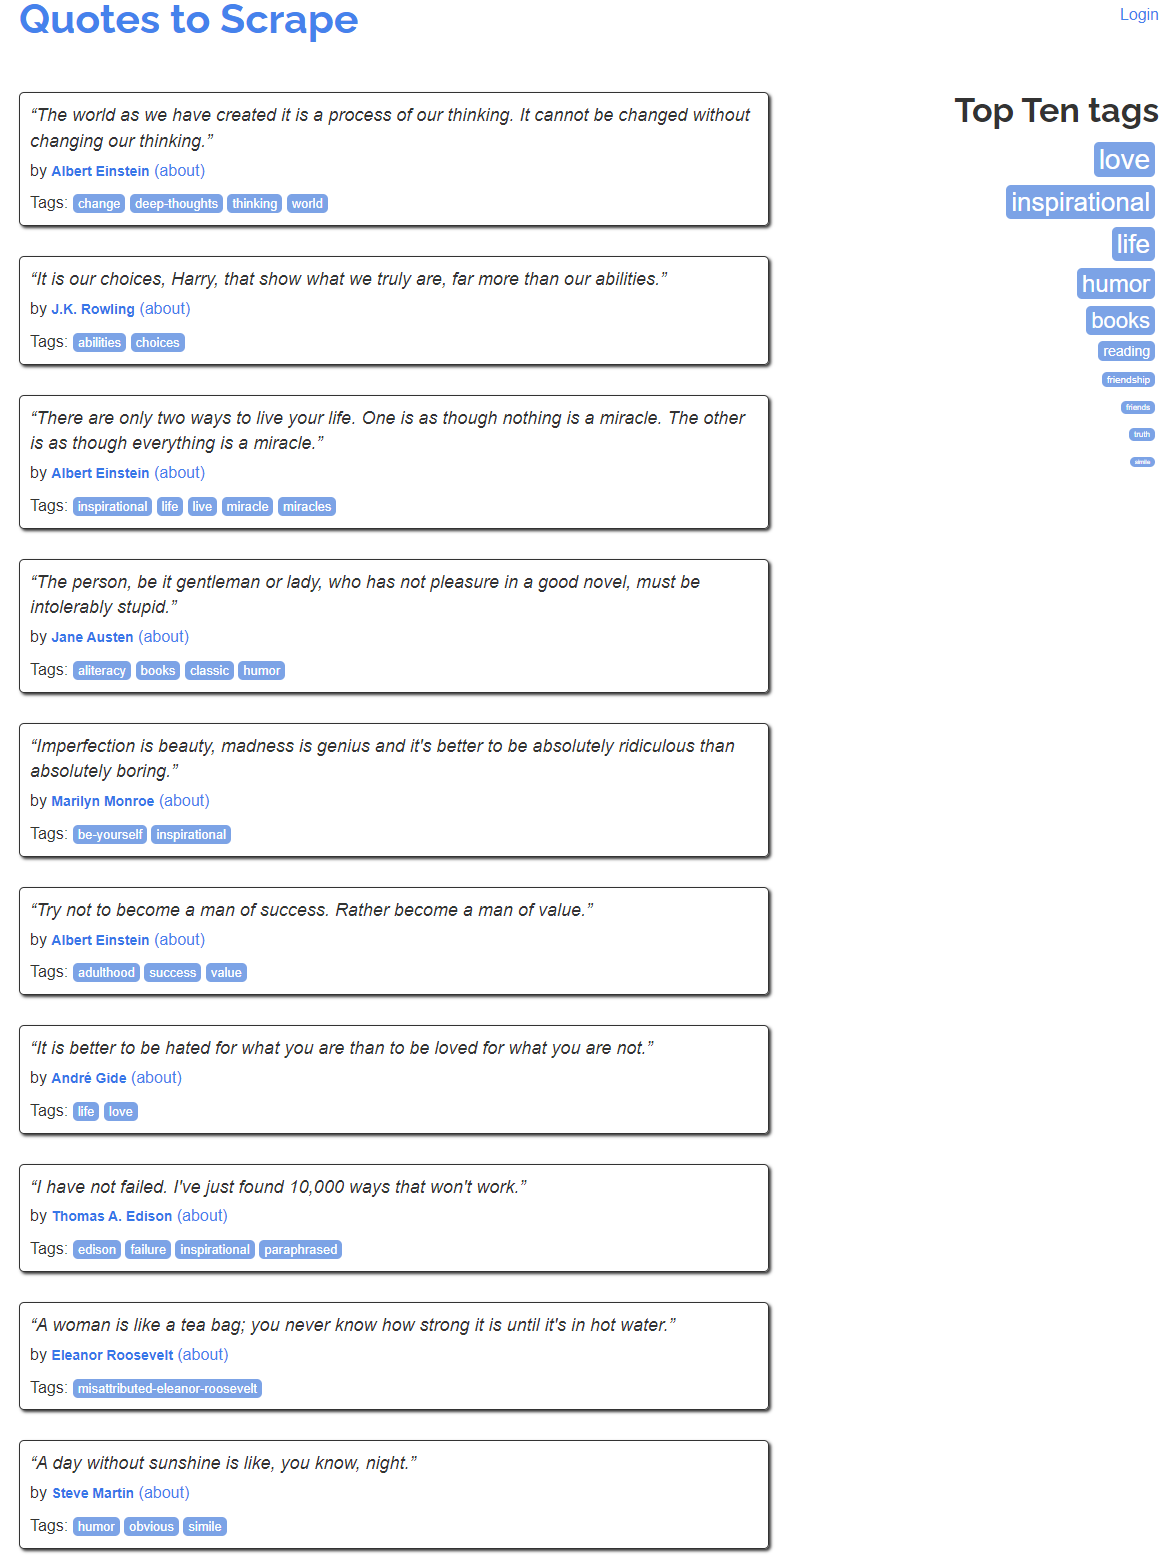 Quotes to Scrape
Login
“The world as we have created it is a process of our thinking. It cannot be changed without
changing our thinking.”
by Albert Einstein (about)
Tags: change deep-thoughts thinking world
“It is our choices, Harry, that show what we truly are, far more than our abilities.”
by J.K. Rowling (about)
Tags: abilities choices
“There are only two ways to live your life. One is as though nothing is a miracle. The other
is as though everything is a miracle.”
by Albert Einstein (about)
Tags: inspirational life live miracle miracles
“The person, be it gentleman or lady, who has not pleasure in a good novel, must be
intolerably stupid.”
by Jane Austen (about)
Tags: aliteracy books classic humor
“Imperfection is beauty, madness is genius and it's better to be absolutely ridiculous than
absolutely boring.”
by Marilyn Monroe (about)
Tags: be-yourself inspirational
“Try not to become a man of success. Rather become a man of value.”
by Albert Einstein (about)
Tags: adulthood success value
“It is better to be hated for what you are than to be loved for what you are not.”
by André Gide (about)
Tags: life love
“I have not failed. I've just found 10,000 ways that won't work.”
by Thomas A. Edison (about)
Tags: edison failure inspirational paraphrased
“A woman is like a tea bag; you never know how strong it is until it's in hot water.”
by Eleanor Roosevelt (about)
Tags: misattributed-eleanor-roosevelt
“A day without sunshine is like, you know, night.”
by Steve Martin (about)
Tags: humor obvious simile
Top Ten tags
love
inspirational
life
humor
books
reading
friendship
friends
truth
simile